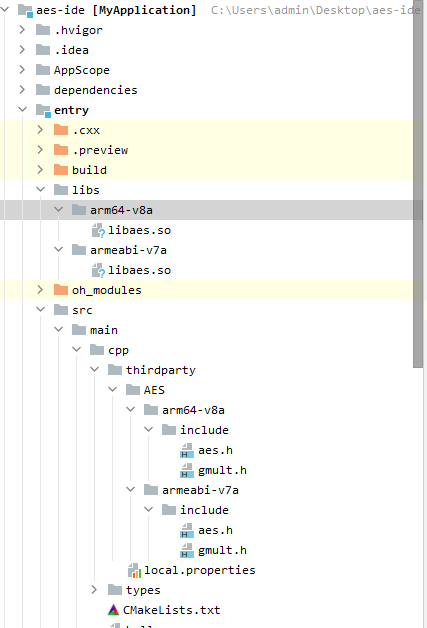 aes-ide [MyApplication] C:\Users\admin\Desktop\aes-ide
.hvigor
.idea
AppScope
dependencies
entry
.cxx
.preview
build
libs
arm64-v8a
libaes.so
armeabi-v7a
libaes.so
oh_modules
src
main
cpp
thirdparty
AES
arm64-v8a
include
aes.h
gmult.h
armeabi-v7a
include
aes.h
gmult.h
local.properties
types
CMakeLists.txt